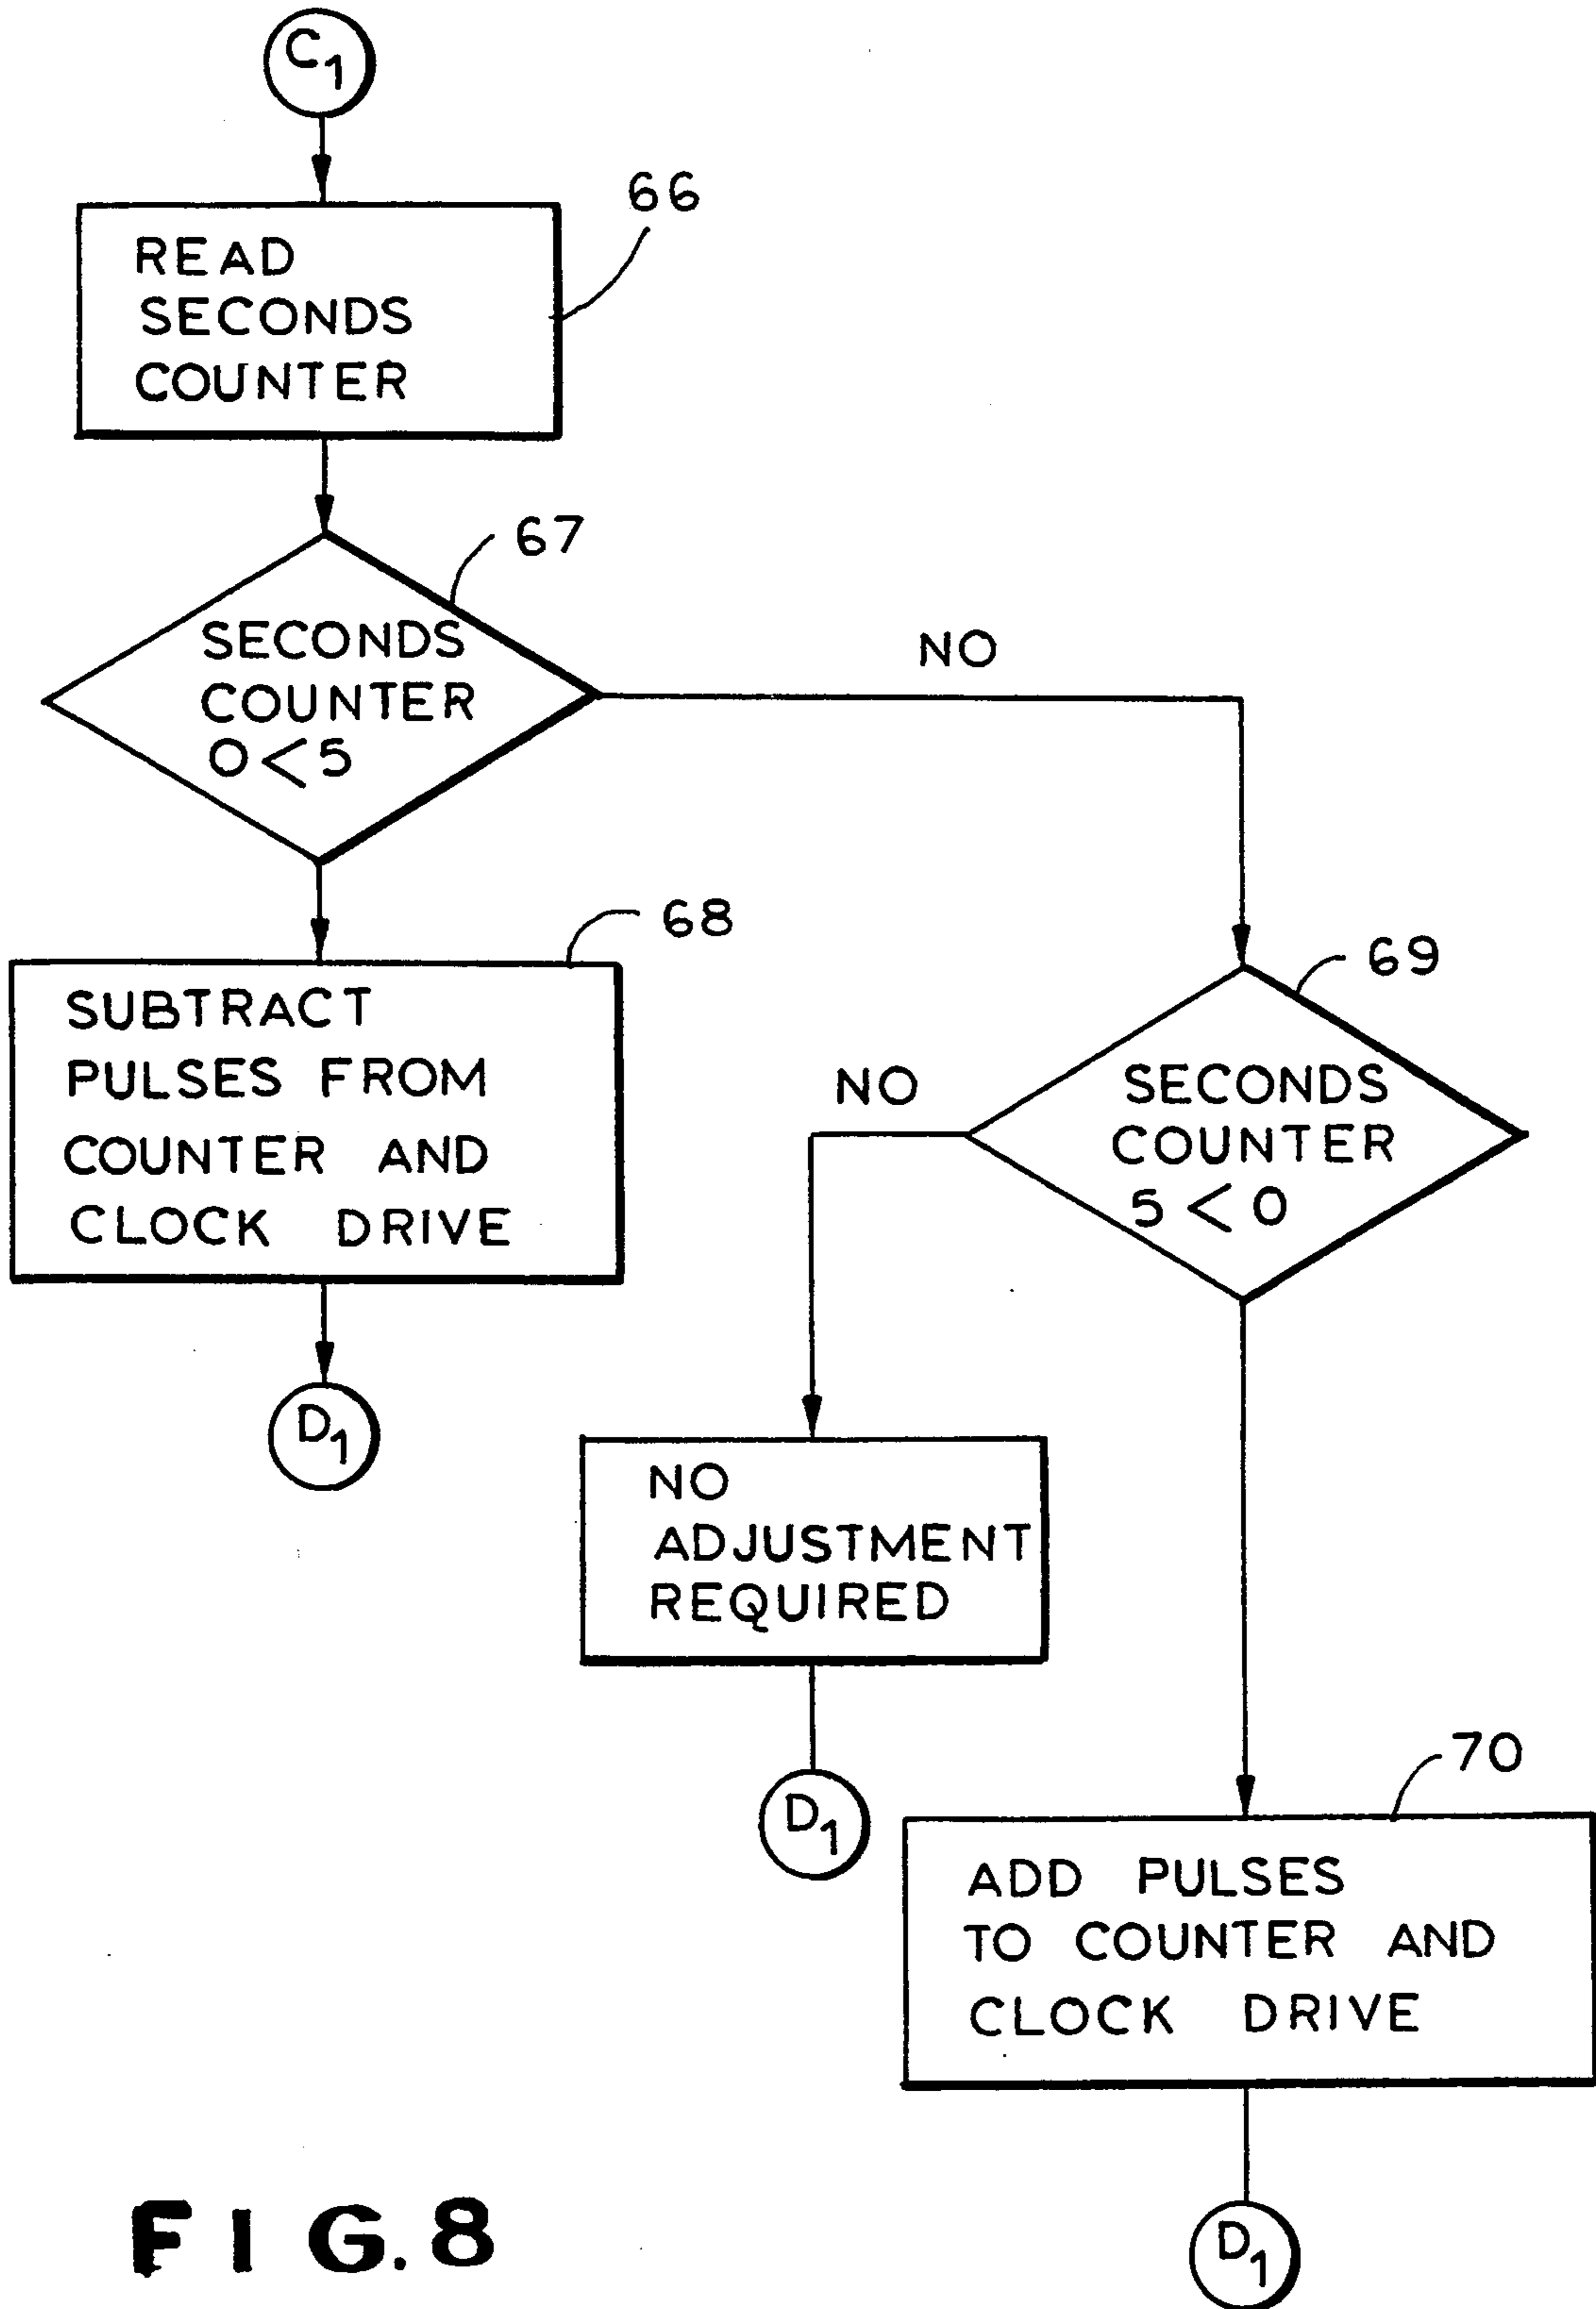 C1
66
READ
SECONDS
COUNTER
67
SECONDS
COUNTER
0<5
NO
68
SUBTRACT
PULSES FROM
COUNTER AND
CLOCK DRIVE
69
SECONDS
COUNTER
5<0
NO
D1
NO
ADJUSTMENT
REQUIRED
D1
70
ADD PULSES
TO COUNTER AND
CLOCK DRIVE
D1
FIG.8